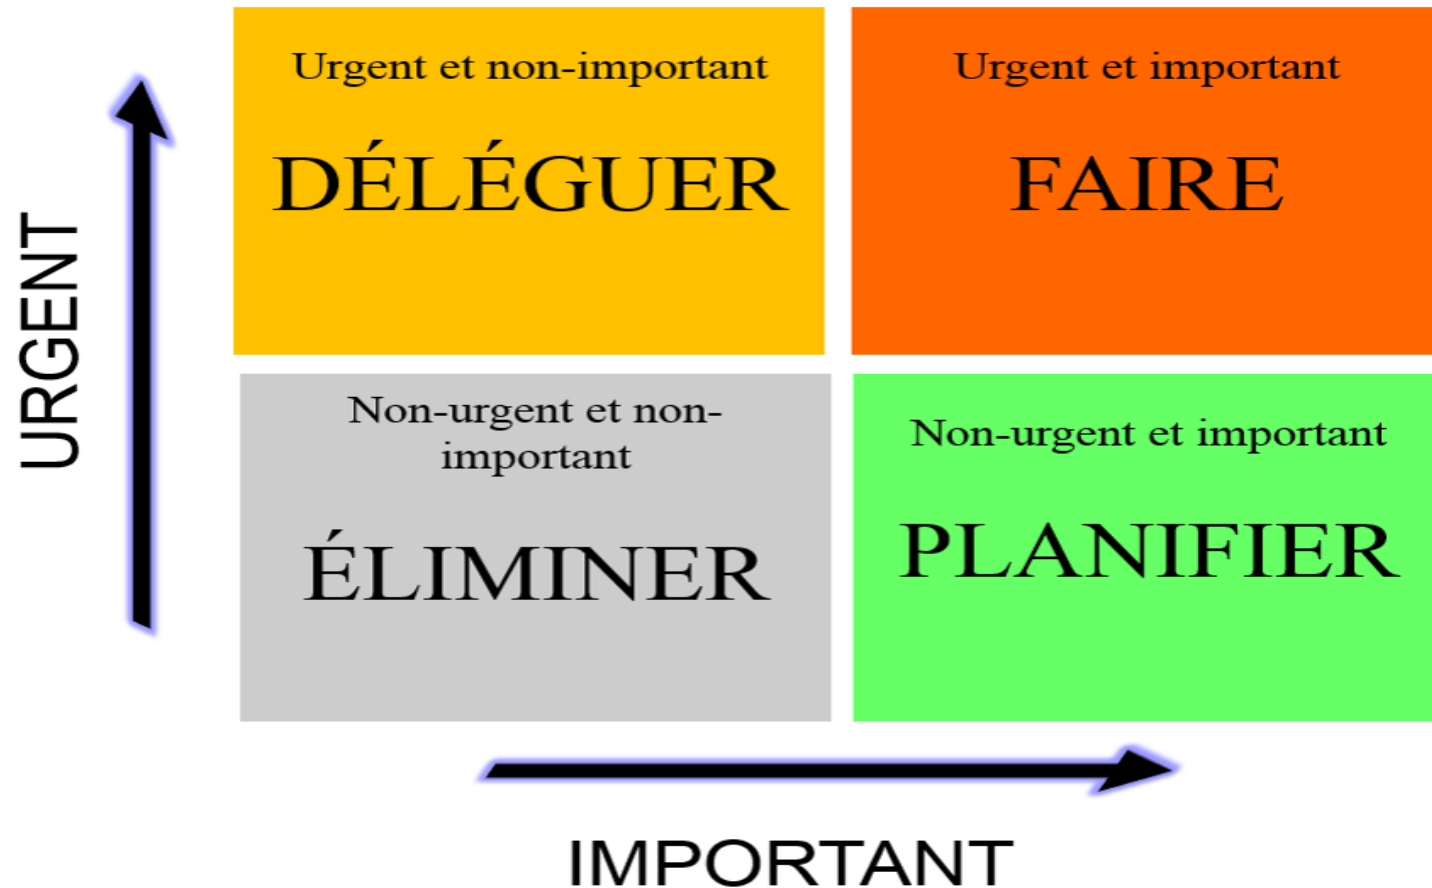 URGENT
Urgent et non-important
DÉLÉGUER
Urgent et important
FAIRE
Non-urgent et non-
important
ÉLIMINER
Non-urgent et important
PLANIFIER
IMPORTANT